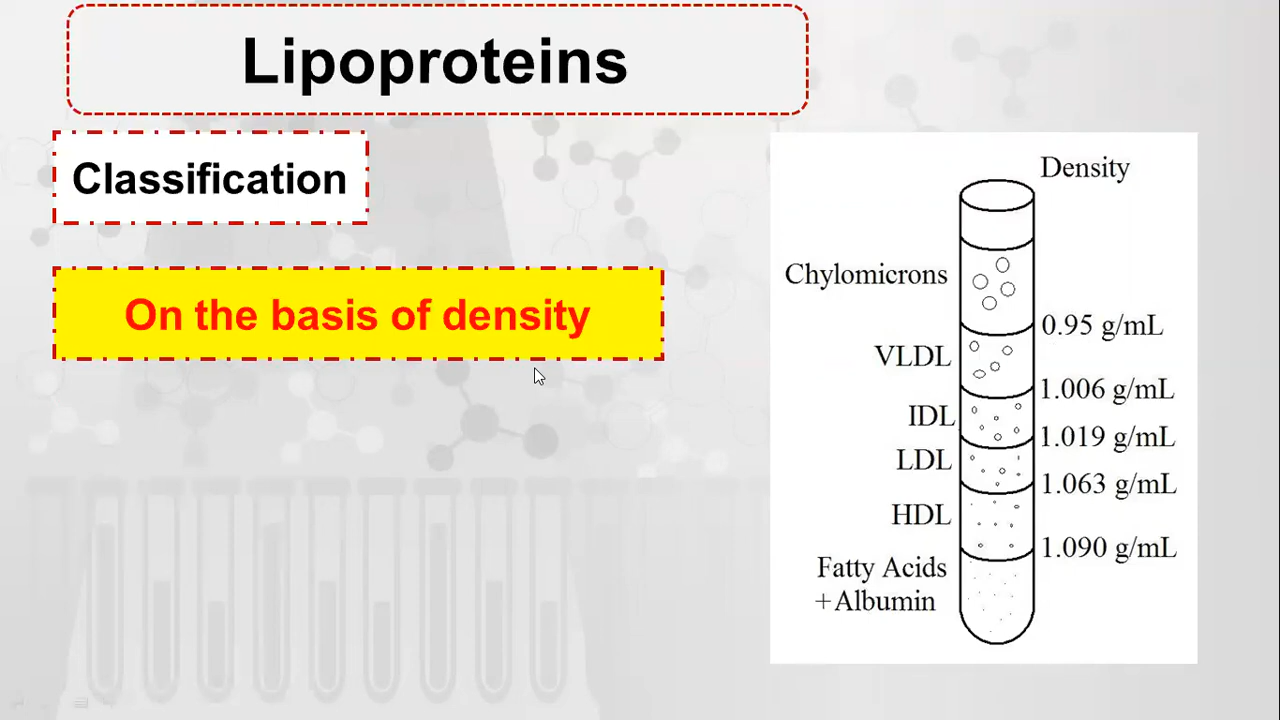 Lipoproteins
Classification
On the basis of density
Density
Chylomicrons
0.95 g/mL
VLDL
1.006 g/mL
IDL
1.019 g/mL
LDL
1.063 g/mL
HDL
1.090 g/mL
Fatty Acids
+Albumin